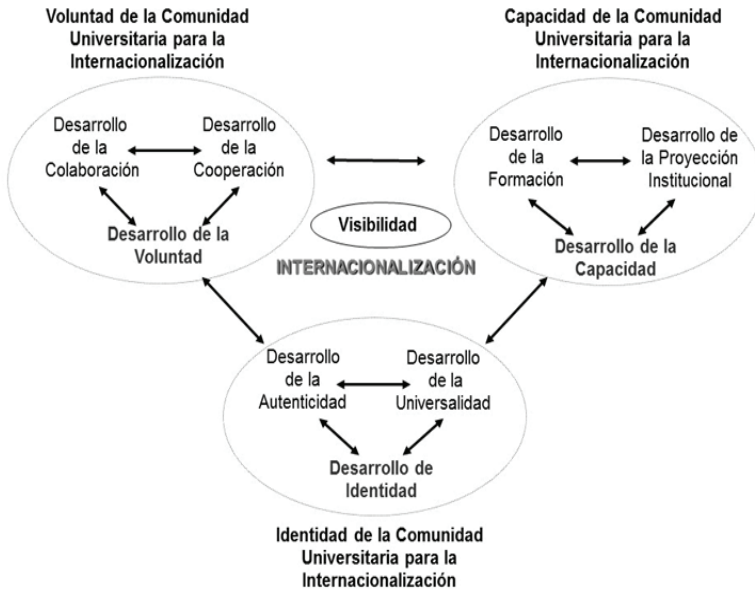 Voluntad de la Comunidad
Universitaria para la
Internacionalización
Capacidad de la Comunidad
Universitaria para la
Internacionalización
Desarrollo
de la
Colaboración
Desarrollo
de la
Cooperación
Desarrollo de la
Voluntad
Desarrollo
de la
Formación
Desarrollo de
la Proyección
Institucional
Desarrollo de la
Capacidad
Visibilidad
INTERNACIONALIZACIÓN
Desarrollo
de la
Autenticidad
Desarrollo
de la
Universalidad
Desarrollo de
Identidad
Identidad de la Comunidad
Universitaria para la
Internacionalización